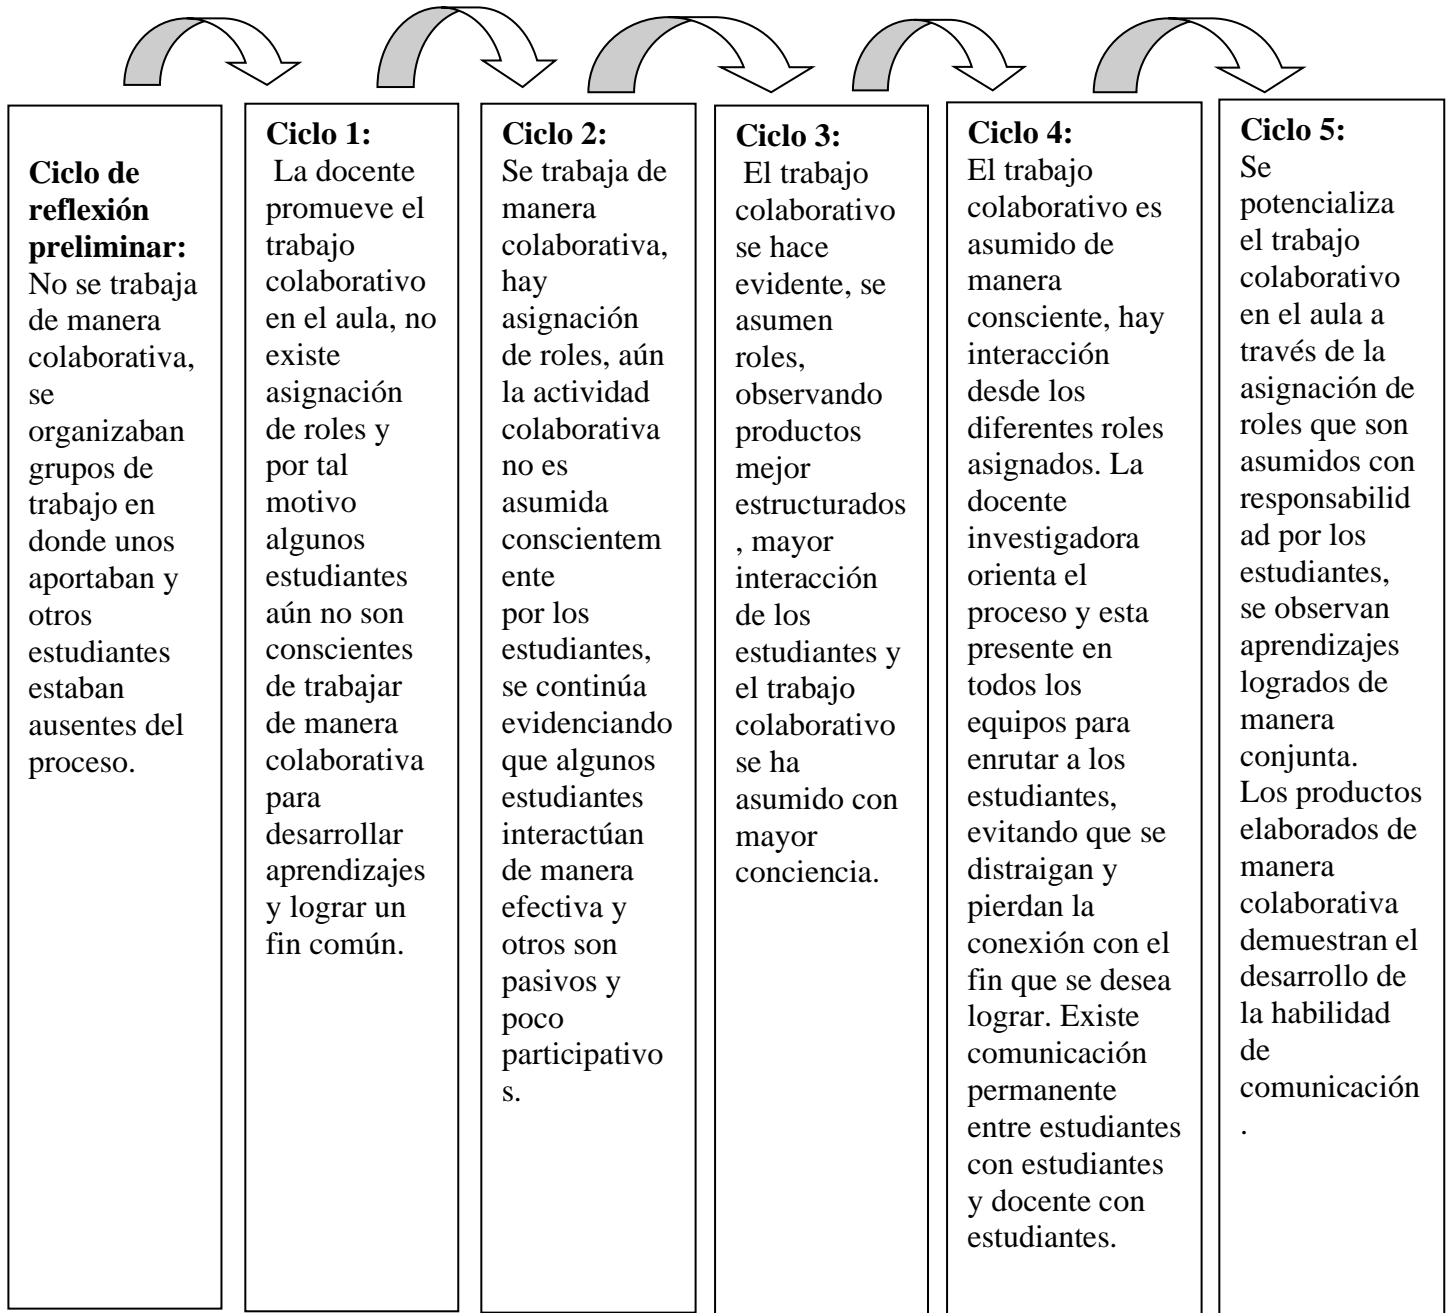 Ciclo de
reflexión
preliminar:
No se trabaja
de manera
colaborativa,
se
organizaban
grupos de
trabajo en
donde unos
aportaban y
otros
estudiantes
estaban
ausentes del
proceso.
Ciclo 1:
La docente
promueve el
trabajo
colaborativo
en el aula, no
existe
asignación
de roles y
por tal
motivo
algunos
estudiantes
aún no son
conscientes
de trabajar
de manera
colaborativa
para
desarrollar
aprendizajes
y lograr un
fin común.
Ciclo 2:
Se trabaja de
manera
colaborativa,
hay
asignación
de roles, aún
la actividad
colaborativa
no es
asumida
conscientem
ente
por los
estudiantes,
se continúa
evidenciando
que algunos
estudiantes
interactúan
de manera
efectiva y
otros son
pasivos y
poco
participativo
s.
Ciclo 3:
El trabajo
colaborativo
se hace
evidente, se
asumen
roles,
observando
productos
mejor
estructurados
, mayor
interacción
de los
estudiantes y
el trabajo
colaborativo
se ha
asumido con
mayor
conciencia.
Ciclo 4:
El trabajo
colaborativo es
asumido de
manera
consciente, hay
interacción
desde los
diferentes roles
asignados. La
docente
investigadora
orienta el
proceso y esta
presente en
todos los
equipos para
enrutar a los
estudiantes,
evitando que se
distraigan y
pierdan la
conexión con el
fin que se desea
lograr. Existe
comunicación
permanente
entre estudiantes
con estudiantes
y docente con
estudiantes.
Ciclo 5:
Se
potencializa
el trabajo
colaborativo
en el aula a
través de la
asignación de
roles que son
asumidos con
responsabilid
ad por los
estudiantes,
se observan
aprendizajes
logrados de
manera
conjunta.
Los productos
elaborados de
manera
colaborativa
demuestran el
desarrollo de
la habilidad
de
comunicación
.